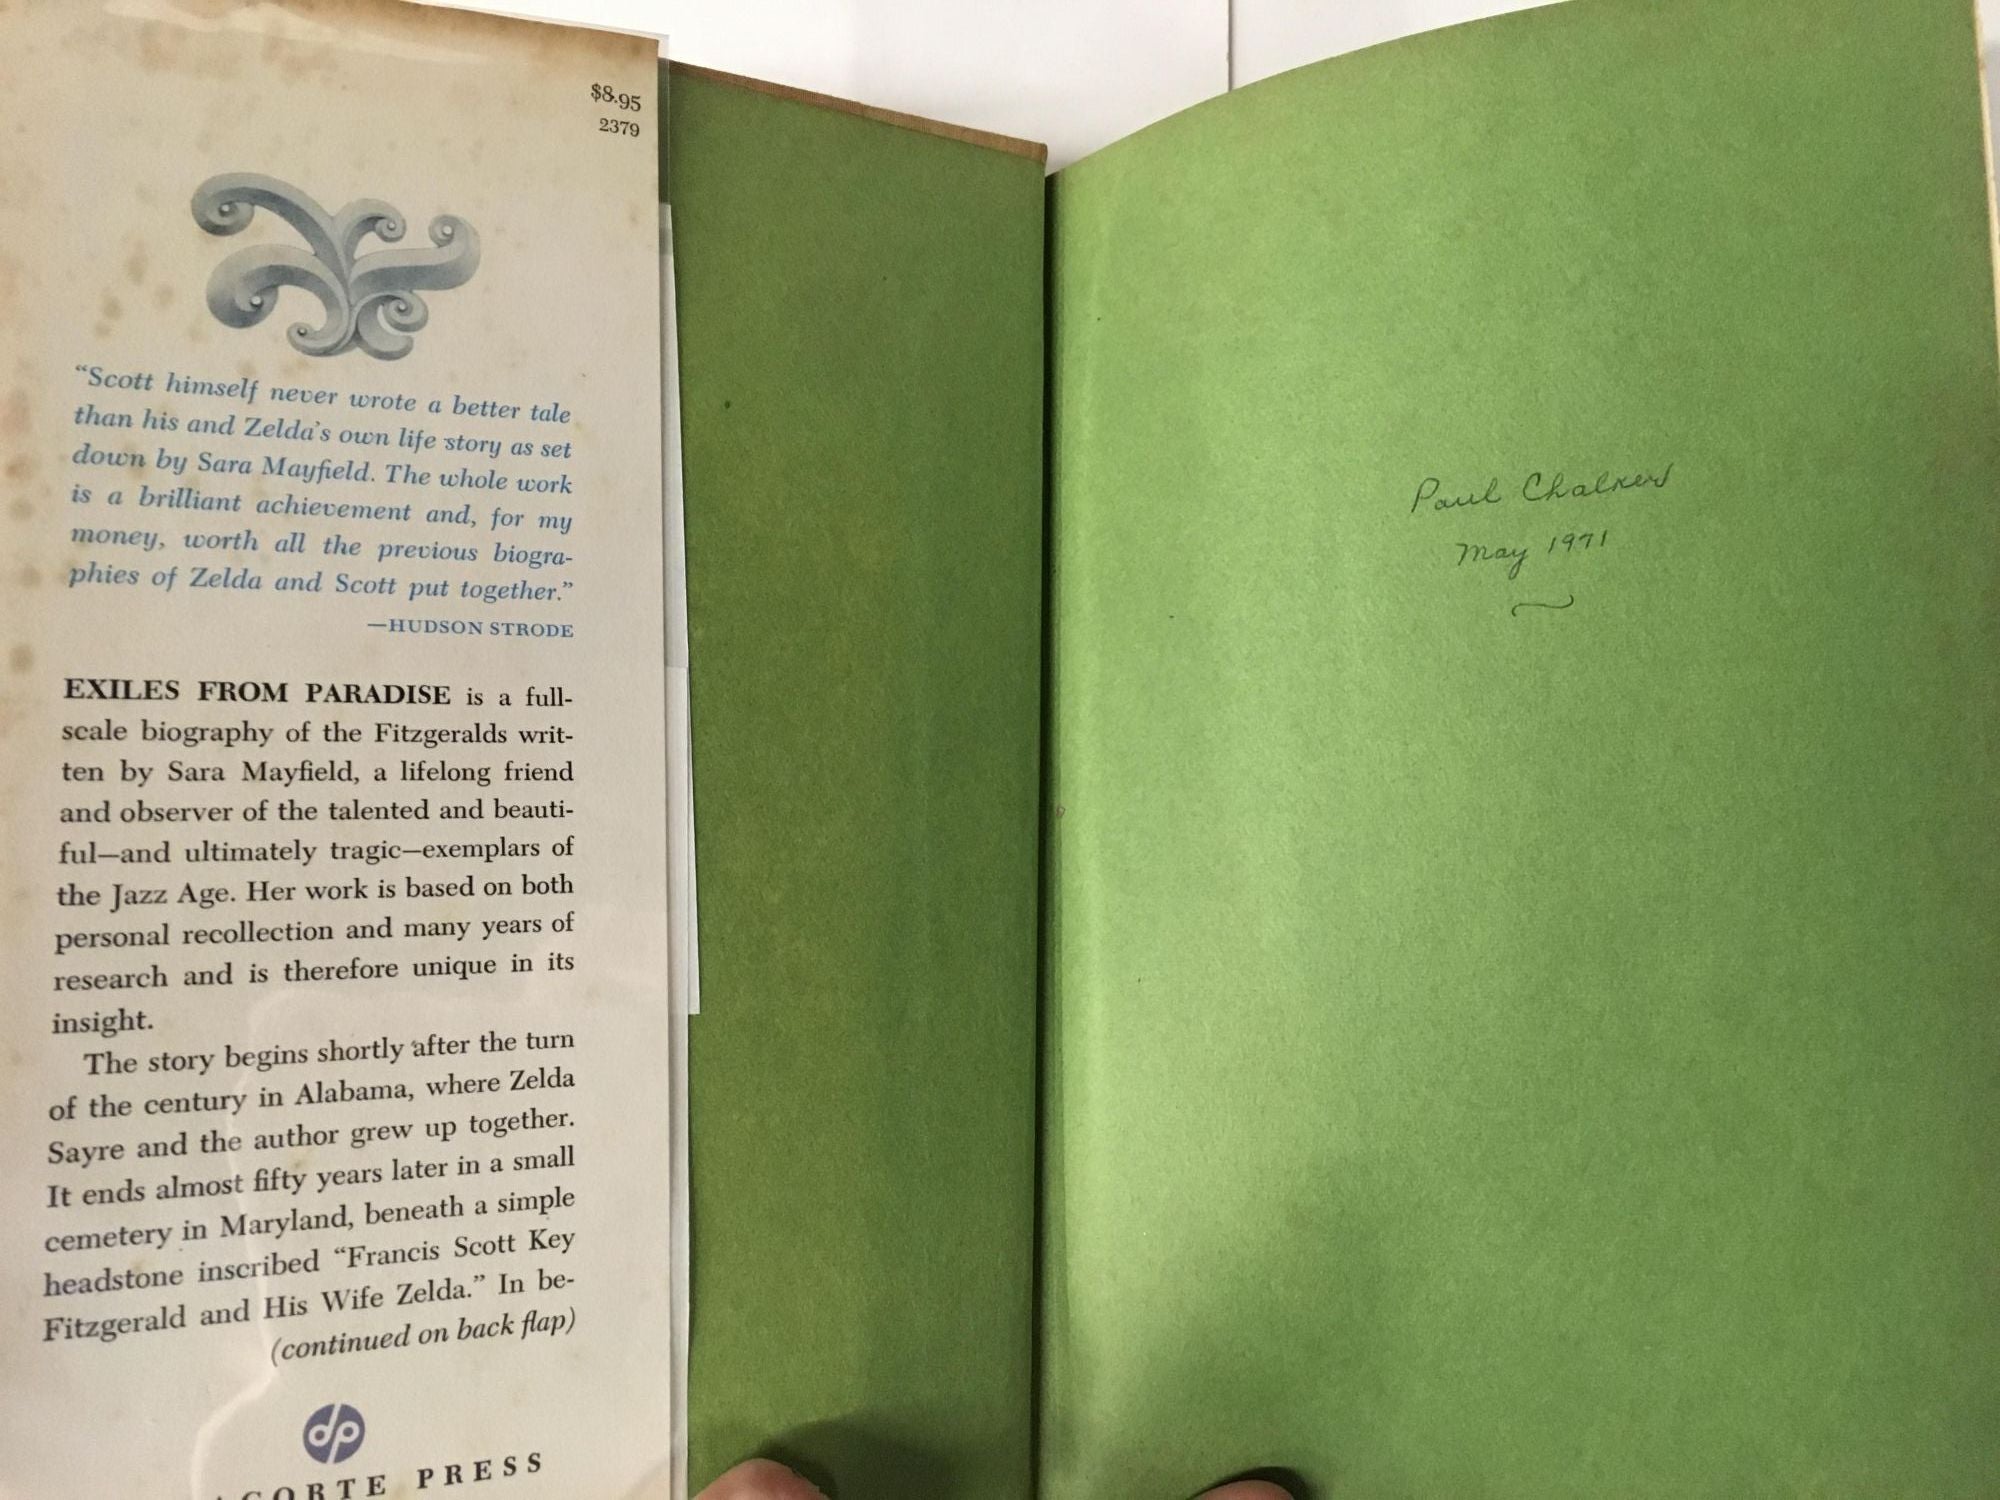 $8.95
2379
“Scott himself never wrote a better tale
than his and Zelda’s own life story as set
down by Sara Mayfield. The whole work
is a brilliant achievement and, for my
money, worth all the previous biogra-
phies of Zelda and Scott put together.”
—HUDSON STRODE
EXILES FROM PARADISE is a full-
scale biography of the Fitzgeralds writ-
ten by Sara Mayfield, a lifelong friend
and observer of the talented and beauti-
ful—and ultimately tragic—exemplars of
the Jazz Age. Her work is based on both
personal recollection and many years of
research and is therefore unique in its
insight.
The story begins shortly after the turn
of the century in Alabama, where Zelda
Sayre and the author grew up together.
It ends almost fifty years later in a small
cemetery in Maryland, beneath a simple
headstone inscribed “Francis Scott Key
Fitzgerald and His Wife Zelda.” In be-
(continued on back flap)
dp
PRESS
Paul
May 1971